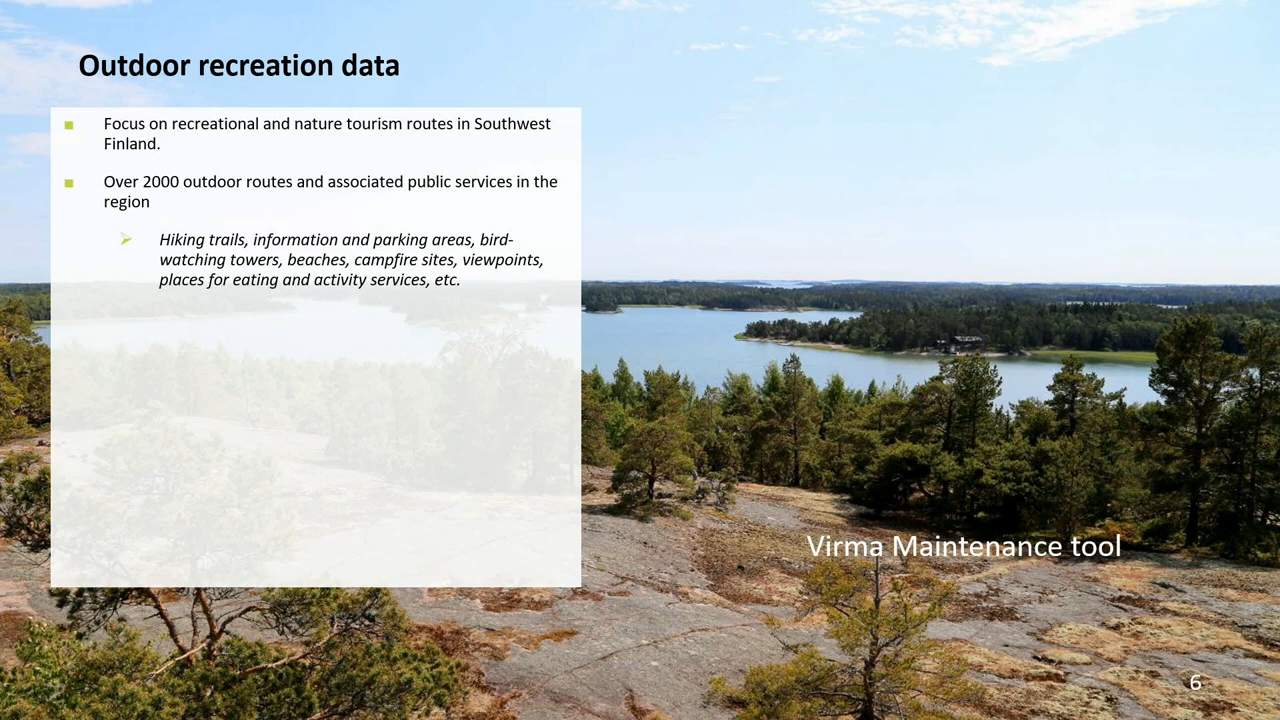 Outdoor recreation data
Focus on recreational and nature tourism routes in Southwest
Finland.
Over 2000 outdoor routes and associated public services in the
region
Hiking trails, information and parking areas, bird-
watching towers, beaches, campfire sites, viewpoints,
places for eating and activity services, etc.
Virma Maintenance tool
6